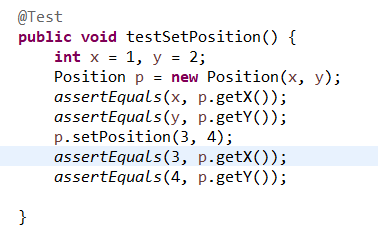 @Test
public void testSetPosition() {
    int x = 1, y = 2;
    Position p = new Position(x, y);
    assertEquals(x, p.getX());
    assertEquals(y, p.getY());
    p.setPosition(3, 4);
    assertEquals(3, p.getX());
    assertEquals(4, p.getY());
}